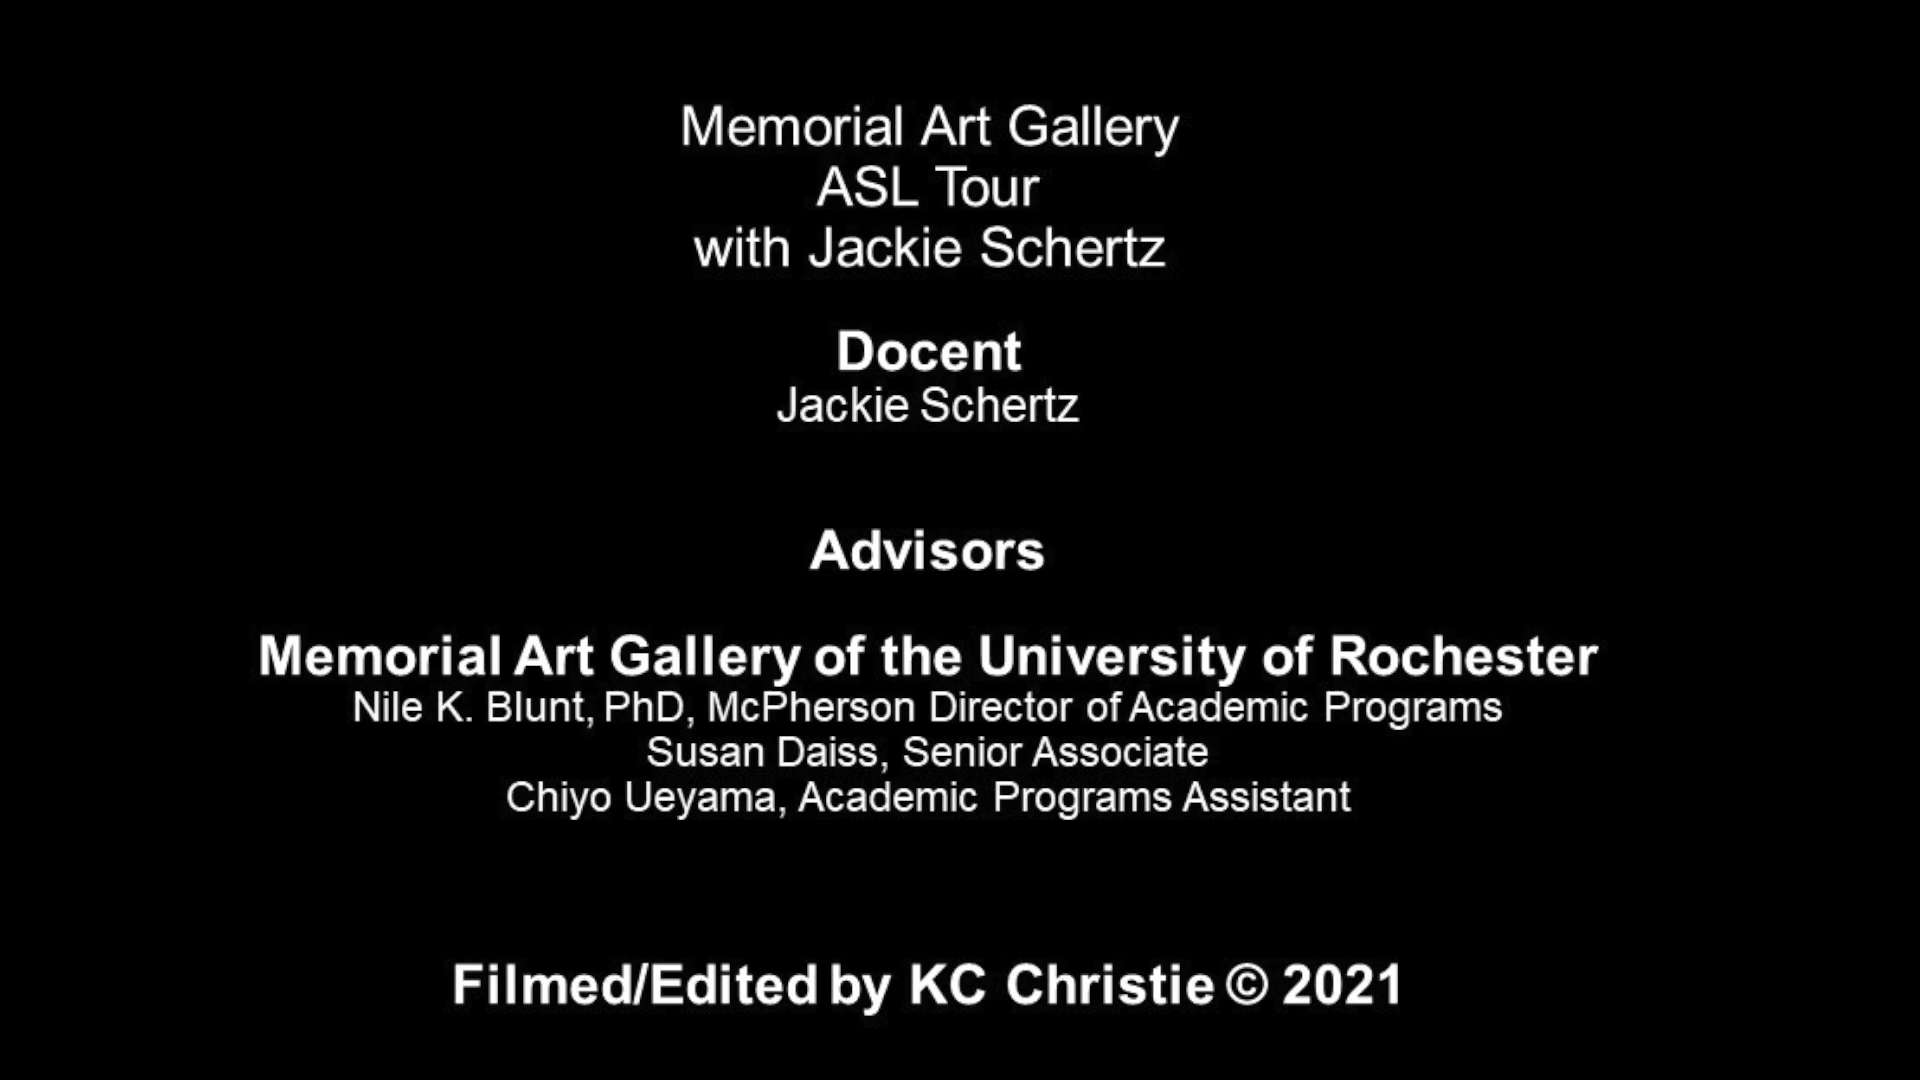 Memorial Art Gallery
ASL Tour
with Jackie Schertz
Docent
Jackie Schertz
Advisors
Memorial Art Gallery of the University of Rochester
Nile K. Blunt, PhD, McPherson Director of Academic Programs
Susan Daiss, Senior Associate
Chiyo Ueyama, Academic Programs Assistant
Filmed/Edited by KC Christie © 2021